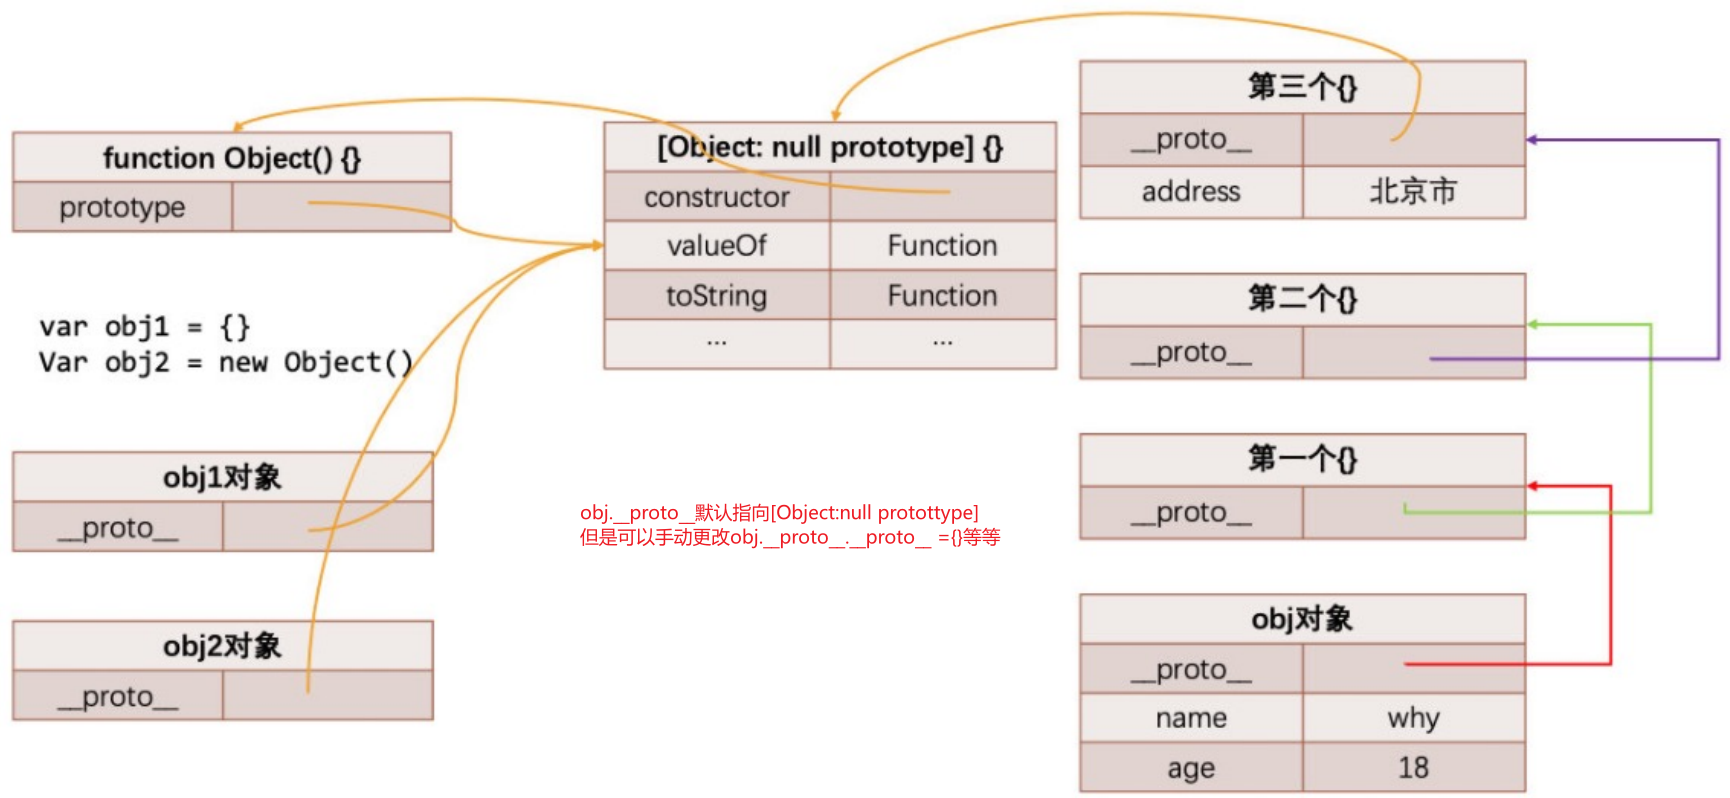 function Object() {}
prototype
var obj1 = {}
Var obj2 = new Object()
obj1对象
__proto__
obj2对象
__proto__
[Object: null prototype] {}
constructor
valueOf Function
toString Function
... ...
obj.__proto__默认指向[Object:null protottype]
但是可以手动更改obj.__proto__.__proto__ ={}等等
第三个{}
__proto__
address 北京市
第二个{}
__proto__
第一个{}
__proto__
obj对象
__proto__
name why
age 18